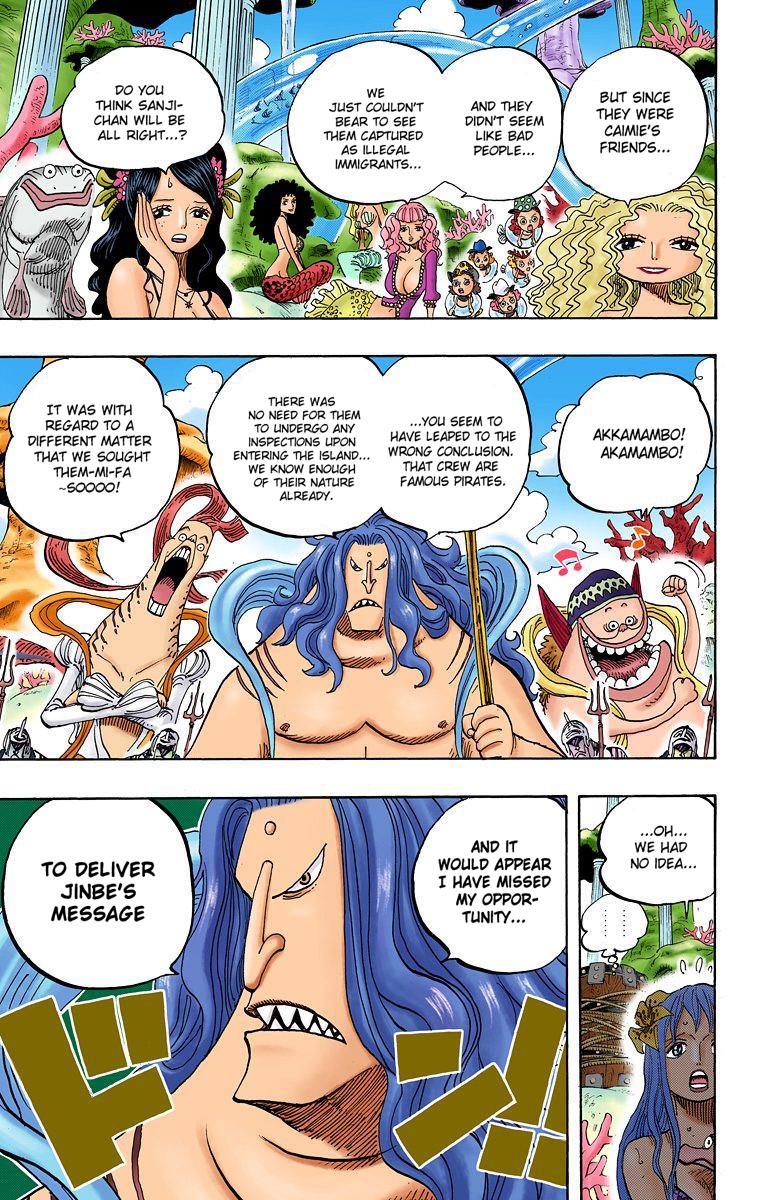 BUT SINCE
THEY WERE
CAIMIE'S
FRIENDS...
AND THEY
DIDN'T SEEM
LIKE BAD
PEOPLE...
WE
JUST COULDN'T
BEAR TO SEE
THEM CAPTURED
AS ILLEGAL
IMMIGRANTS...
DO YOU
THINK SANJI-
CHAN WILL BE
ALL RIGHT...?
AKKAMAMBO!
AKAMAMBO!
...YOU SEEM TO
HAVE LEAPED TO THE
WRONG CONCLUSION.
THAT CREW ARE
FAMOUS PIRATES.
THERE WAS
NO NEED FOR THEM
TO UNDERGO ANY
INSPECTIONS UPON
ENTERING THE ISLAND...
WE KNOW ENOUGH
OF THEIR NATURE
ALREADY.
IT WAS WITH
REGARD TO A
DIFFERENT MATTER
THAT WE SOUGHT
THEM-MI-FA
~SOOOO!
...OH...
WE HAD
NO IDEA...
......
......
AND IT
WOULD APPEAR
I HAVE MISSED
MY OPPOR-
TUNITY...
TO DELIVER
JINBE'S
MESSAGE
ドン!!